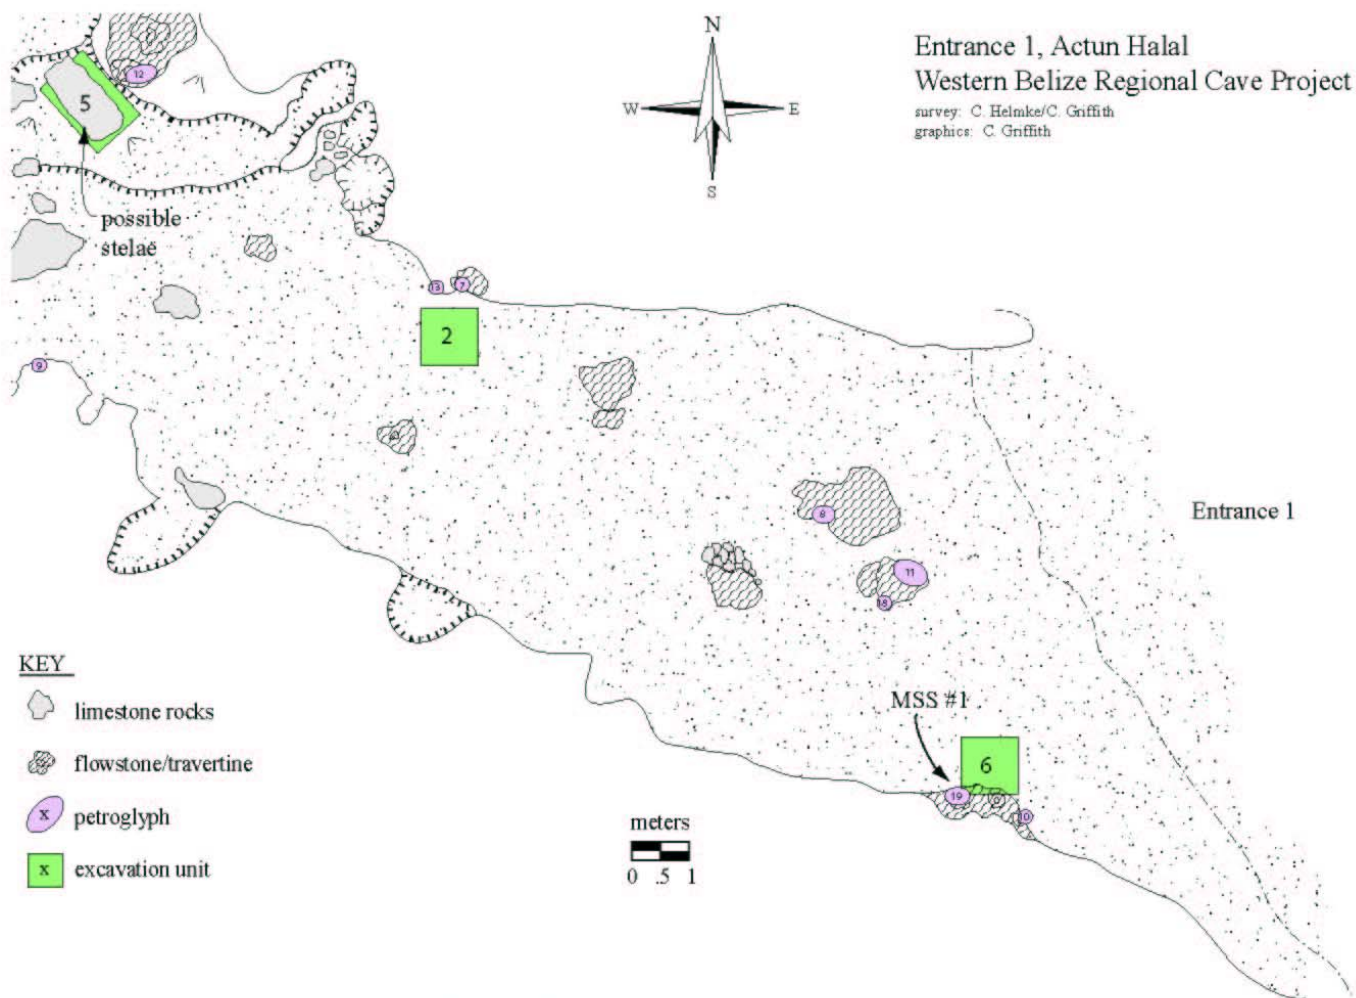 N
W E
S
Entrance 1, Actun Halal
Western Belize Regional Cave Project
survey: C. Helmke/C. Griffith
graphics: C. Griffith
12
5
possible
stelae
13 7
2
9
8
Entrance 1
11
18
KEY
limestone rocks
flowstone/travertine
x petroglyph
x excavation unit
MSS #1
6
19
10
meters
0 .5 1